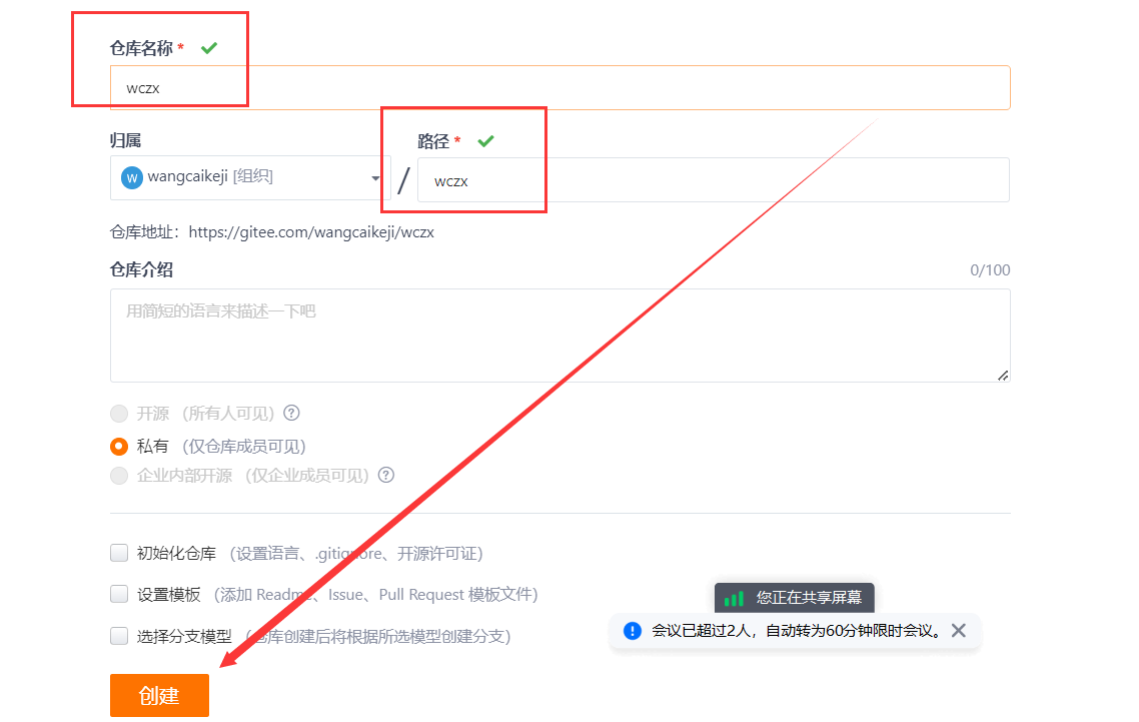 仓库名称 *
wczx
归属
路径 *
W wangcaikeji [组织]
/
wczx
仓库地址：https://gitee.com/wangcaikeji/wczx
仓库介绍
0/100
用简短的语言来描述一下吧
开源 （所有人可见） ?
私有 （仅仓库成员可见）
企业内部开源 （仅企业成员可见） ?
初始化仓库 （设置语言、.gitignore、开源许可证）
设置模板 （添加 Readme、Issue、Pull Request 模板文件）
您正在共享屏幕
选择分支模型 （仓库创建后将根据所选模型创建分支）
会议已超过2人，自动转为60分钟限时会议。
创建